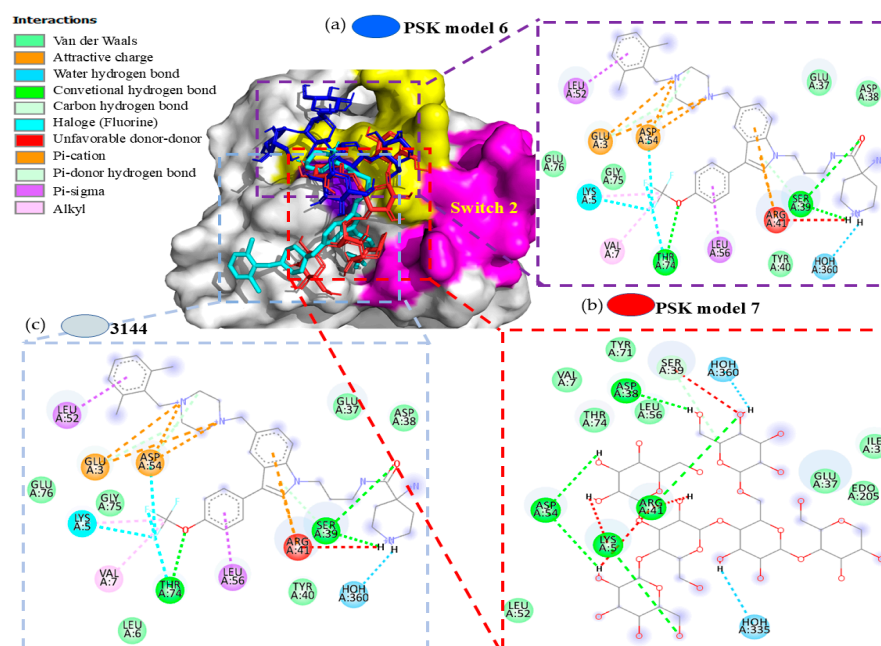 Interactions
Van der Waals
Attractive charge
Water hydrogen bond
Convetional hydrogen bond
Carbon hydrogen bond
Haloge (Fluorine)
Unfavorable donor-donor
Pi-cation
Pi-donor hydrogen bond
Pi-sigma
Alkyl
(a) PSK model 6
Switch 2
LEU
A:52
GLU
A:37
ASP
A:38
GLU
A:3
ASP
A:54
GLU
A:76
GLY
A:75
LYS
A:5
SER
A:39
ARG
A:41
VAL
A:7
LEU
A:56
THR
A:74
TYR
A:40
HOH
A:360
N
N
N
N
O
O
N
N
H
H
(b) PSK model 7
TYR
A:71
SER
A:39
HOH
A:360
VAL
A:7
ASP
A:38
THR
A:74
LEU
A:56
GLU
A:37
EDO
A:205
ASP
A:54
ARG
A:41
LYS
A:5
LEU
A:52
HOH
A:335
H
H
H
H
H
H
H
H
(c) 3144
LEU
A:52
GLU
A:37
ASP
A:38
GLU
A:3
ASP
A:54
GLU
A:76
GLY
A:75
LYS
A:5
SER
A:39
ARG
A:41
VAL
A:7
THR
A:74
LEU
A:56
TYR
A:40
HOH
A:360
LEU
A:6
N
N
N
N
O
O
N
N
H
H